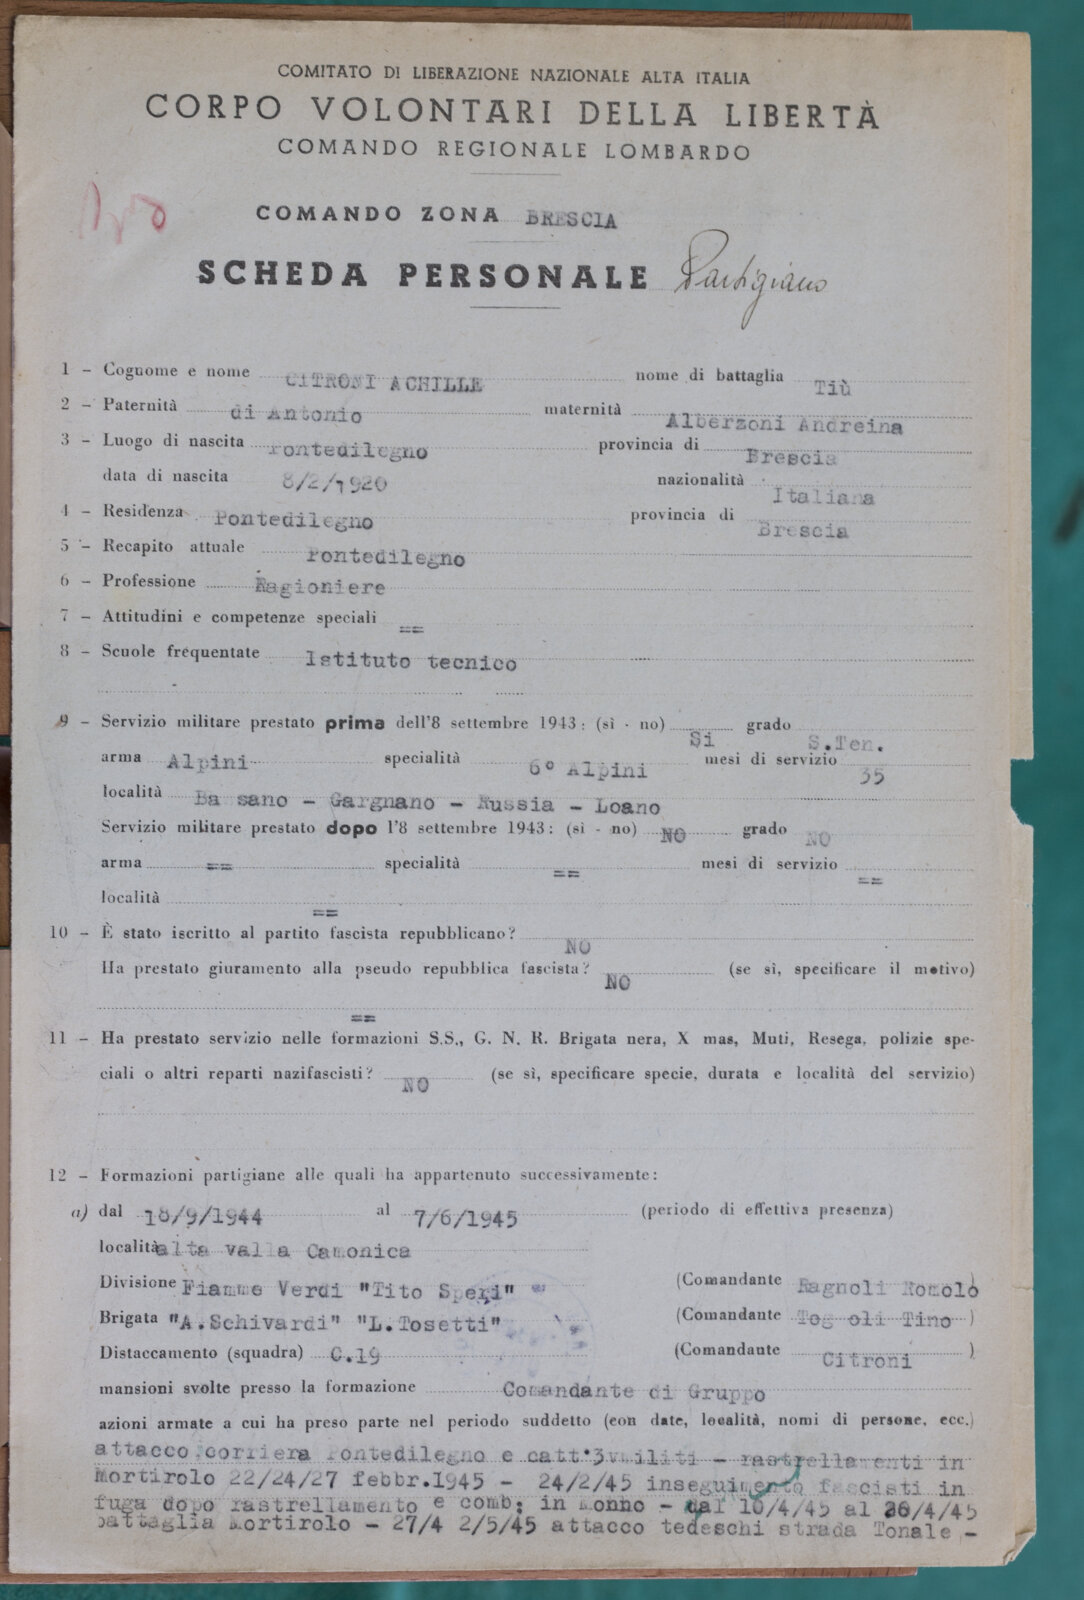 COMITATO DI LIBERAZIONE NAZIONALE ALTA ITALIA
CORPO VOLONTARI DELLA LIBERTÀ
COMANDO REGIONALE LOMBARDO
COMANDO ZONA BRESCIA
SCHEDA PERSONALE Partigiano
1 - Cognome e nome CITRONI ACHILLE nome di battaglia Tiù
2 - Paternità di Antonio maternità Alberzoni Andreina
3 - Luogo di nascita Pontedilegno provincia di Brescia
data di nascita 8/2/1920 nazionalità Italiana
4 - Residenza Pontedilegno provincia di Brescia
5 - Recapito attuale Pontedilegno
6 - Professione Ragioniere
7 - Attitudini e competenze speciali ==
8 - Scuole frequentate Istituto tecnico
9 - Servizio militare prestato prima dell'8 settembre 1943: (sì - no) Si grado S.Ten.
arma Alpini specialità 6° Alpini mesi di servizio 35
località Ba sano - Gargnano - Russia - Loano
Servizio militare prestato dopo l'8 settembre 1943: (sì - no) NO grado NO
arma == specialità == mesi di servizio ==
località ==
10 - È stato iscritto al partito fascista repubblicano? NO
Ha prestato giuramento alla pseudo repubblica fascista? NO (se sì, specificare il motivo)
==
11 - Ha prestato servizio nelle formazioni S.S., G. N. R. Brigata nera, X mas, Muti, Resega, polizie spe-
ciali o altri reparti nazifascisti? NO (se sì, specificare specie, durata e località del servizio)
12 - Formazioni partigiane alle quali ha appartenuto successivamente:
a) dal 18/9/1944 al 7/6/1945 (periodo di effettiva presenza)
località alta valla Camonica
Divisione Fiamme Verdi "Tito Speri" (Comandante Ragnoli Romolo)
Brigata "A.Schivardi" "L.Tosetti" (Comandante Tog oli Tino)
Distaccamento (squadra) C.19 (Comandante Citroni)
mansioni svolte presso la formazione Comandante di Gruppo
azioni armate a cui ha preso parte nel periodo suddetto (con date, località, nomi di persone, ecc.)
attacco corriera Pontedilegno e catt. 3 militi - rastrellamenti in
Mortirolo 22/24/27 febbr.1945 - 24/2/45 inseguimento fascisti in
fuga dopo rastrellamento e comb: in Monno - dal 10/4/45 al 20/4/45
battaglia Mortirolo - 27/4 2/5/45 attacco tedeschi strada Tonale -